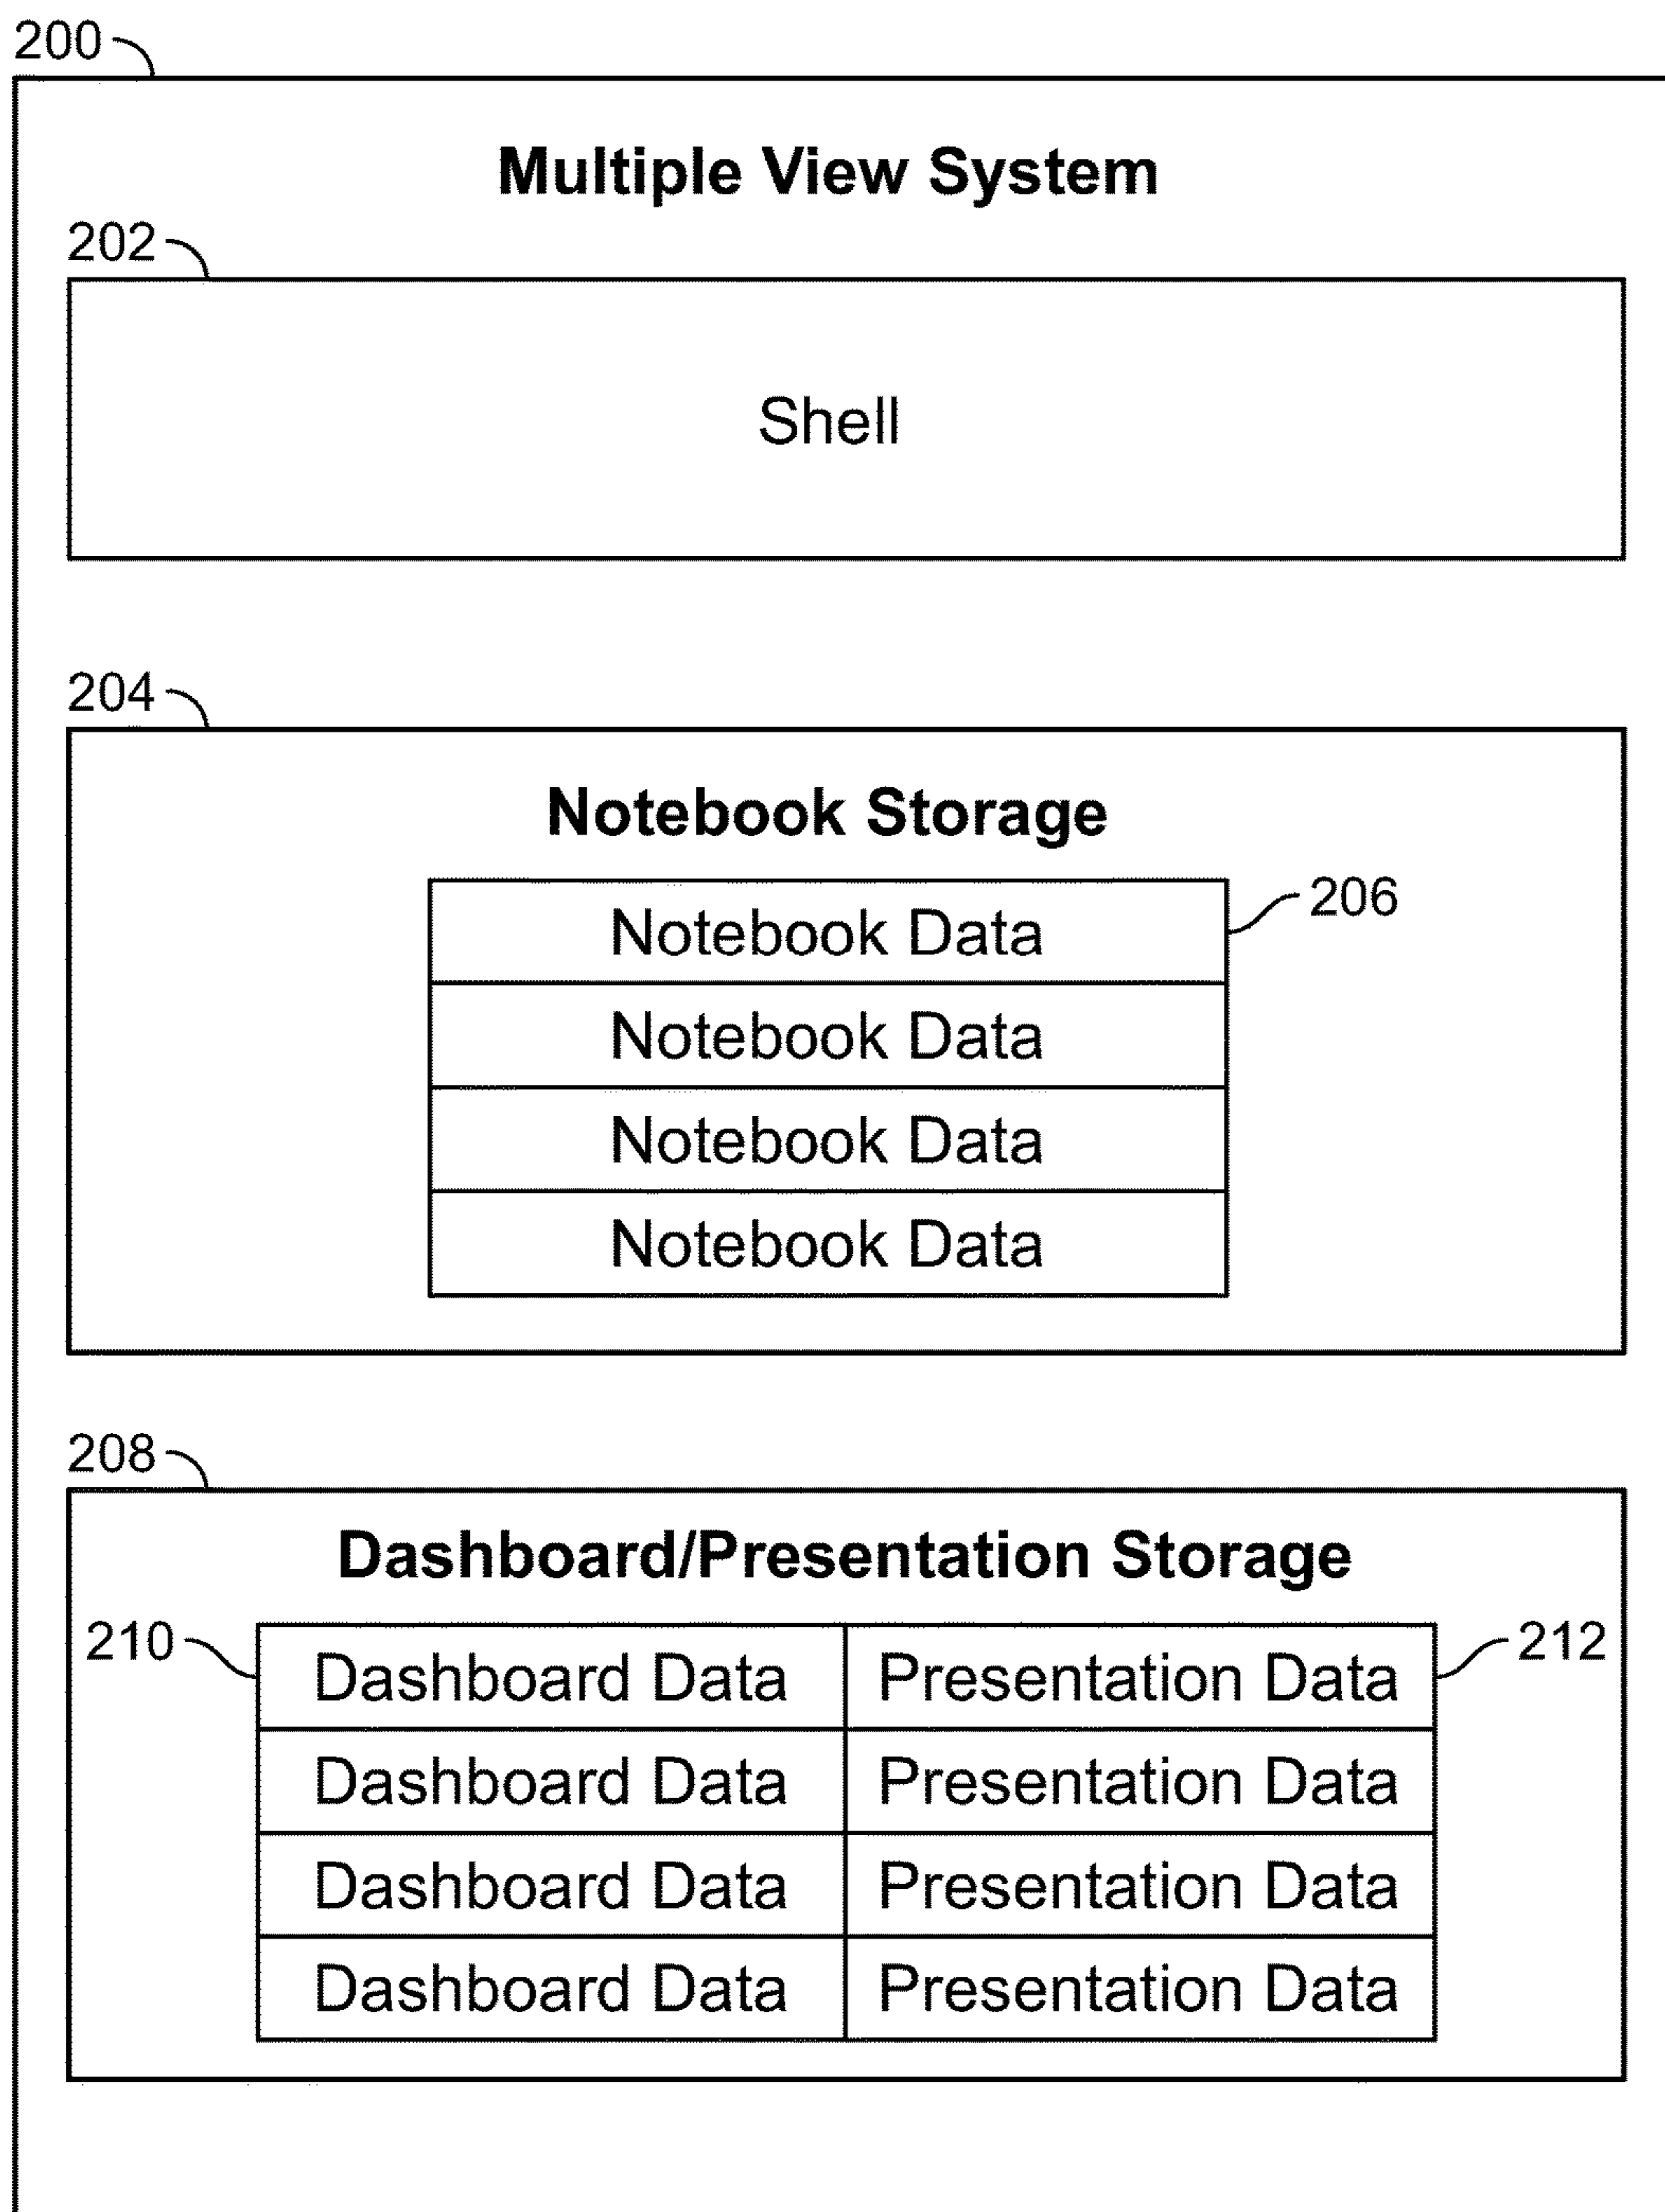 200
Multiple View System
202
Shell
204
Notebook Storage
Notebook Data 206
Notebook Data
Notebook Data
Notebook Data
208
Dashboard/Presentation Storage
210 Dashboard Data Presentation Data 212
Dashboard Data Presentation Data
Dashboard Data Presentation Data
Dashboard Data Presentation Data